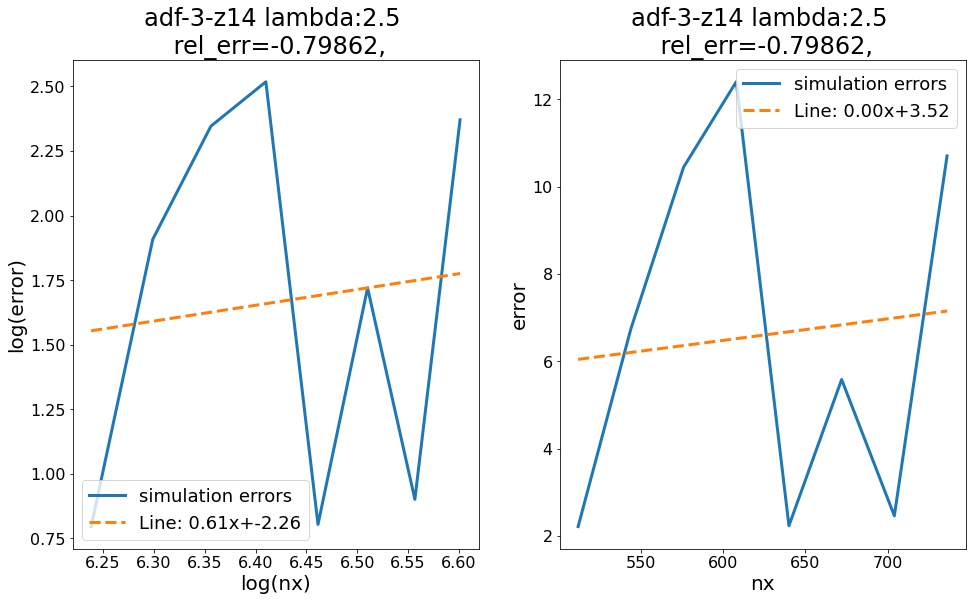 adf-3-z14 lambda:2.5
rel_err=-0.79862,
log(error)
2.50
2.25
2.00
1.75
1.50
1.25
1.00
0.75
simulation errors
Line: 0.61x+-2.26
6.25 6.30 6.35 6.40 6.45 6.50 6.55 6.60
log(nx)
adf-3-z14 lambda:2.5
rel_err=-0.79862,
error
12
10
8
6
4
2
simulation errors
Line: 0.00x+3.52
550 600 650 700
nx